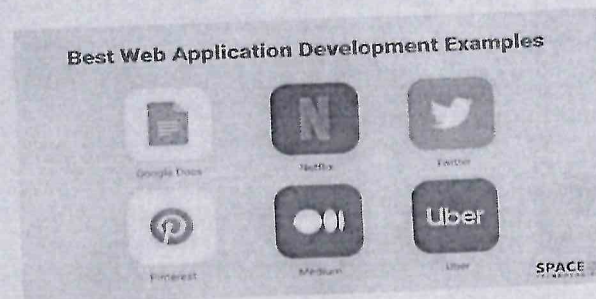 Best Web Application Development Examples
Google Docs
Netflix
Twitter
Pinterest
Medium
Uber
Uber
SPACE